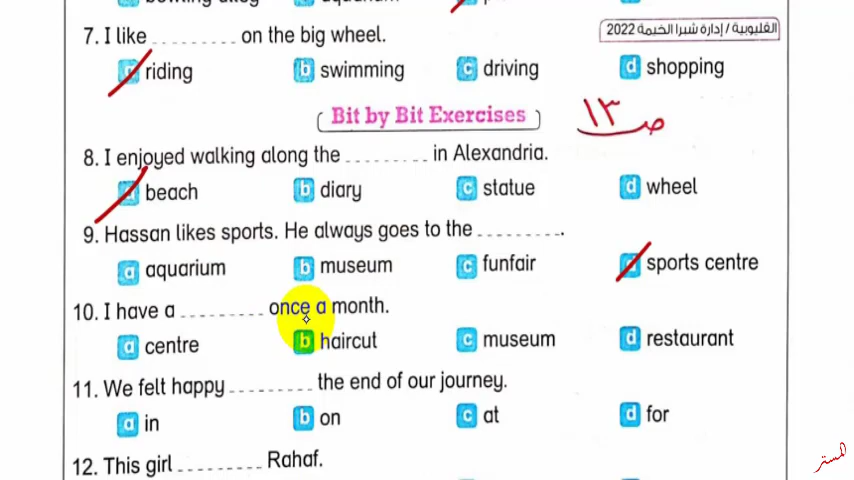 7. I like _ _ _ _ _ _ _ _ _ on the big wheel.
القليوبية / إدارة شبرا الخيمة 2022
a riding b swimming c driving d shopping
Bit by Bit Exercises
ص ١٣
8. I enjoyed walking along the _ _ _ _ _ _ _ _ _ in Alexandria.
a beach b diary c statue d wheel
9. Hassan likes sports. He always goes to the _ _ _ _ _ _ _ _ _.
a aquarium b museum c funfair d sports centre
10. I have a _ _ _ _ _ _ _ _ _ once a month.
a centre b haircut c museum d restaurant
11. We felt happy _ _ _ _ _ _ _ _ _ the end of our journey.
a in b on c at d for
12. This girl _ _ _ _ _ _ _ _ _ Rahaf.
المستر